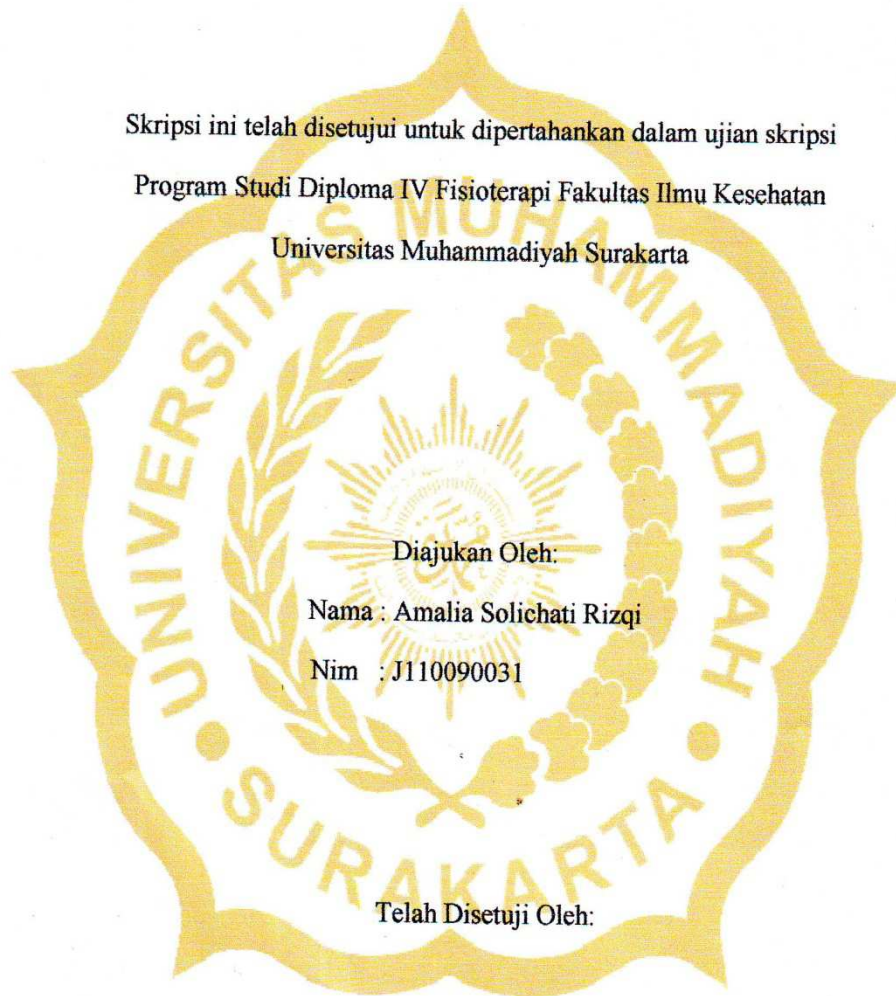 Skripsi ini telah disetujui untuk dipertahankan dalam ujian skripsi
Program Studi Diploma IV Fisioterapi Fakultas Ilmu Kesehatan
Universitas Muhammadiyah Surakarta
UNIVERSITAS MUHAMMADIYAH
Diajukan Oleh:
Nama : Amalia Solichati Rizqi
Nim : J110090031
SURAKARTA
Telah Disetuji Oleh: